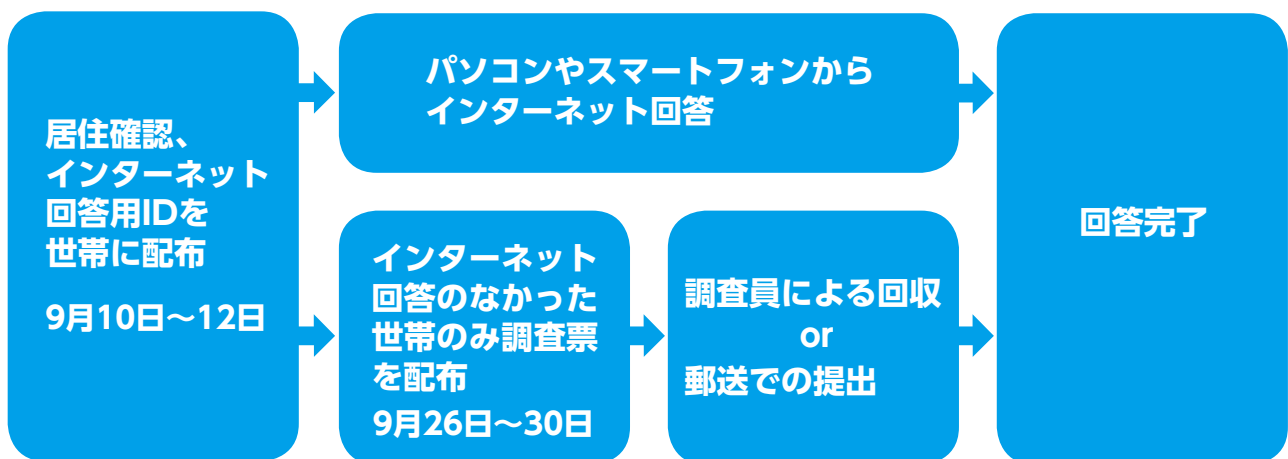 居住確認、
インターネット
回答用IDを
世帯に配布
9月10日～12日
パソコンやスマートフォンから
インターネット回答
インターネット
回答のなかった
世帯のみ調査票
を配布
9月26日～30日
調査員による回収
or
郵送での提出
回答完了